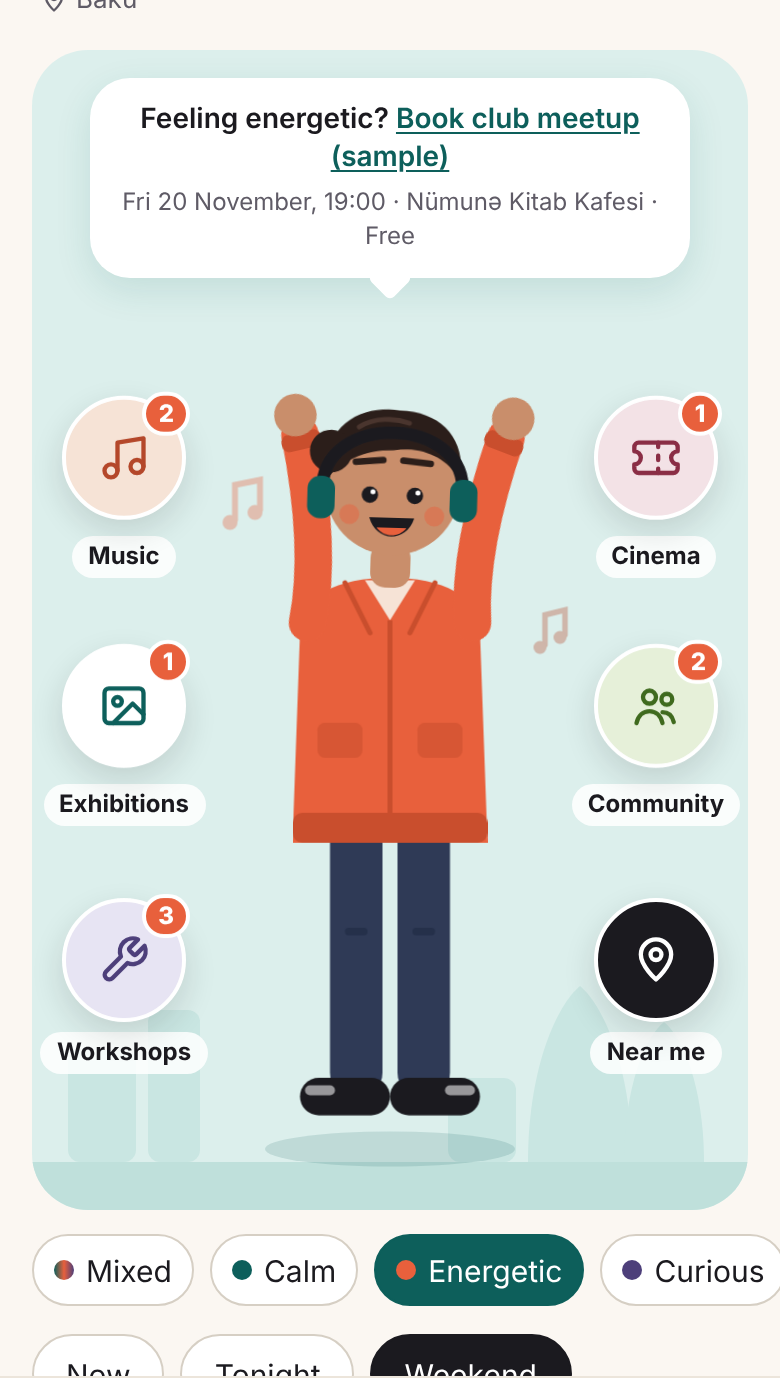 Baku
Feeling energetic? Book club meetup
(sample)
Fri 20 November, 19:00 · Nümunə Kitab Kafesi ·
Free
2
1
Music
Cinema
1
2
Exhibitions
Community
3
Workshops
Near me
Mixed
Calm
Energetic
Curious
Now
Tonight
Weekend